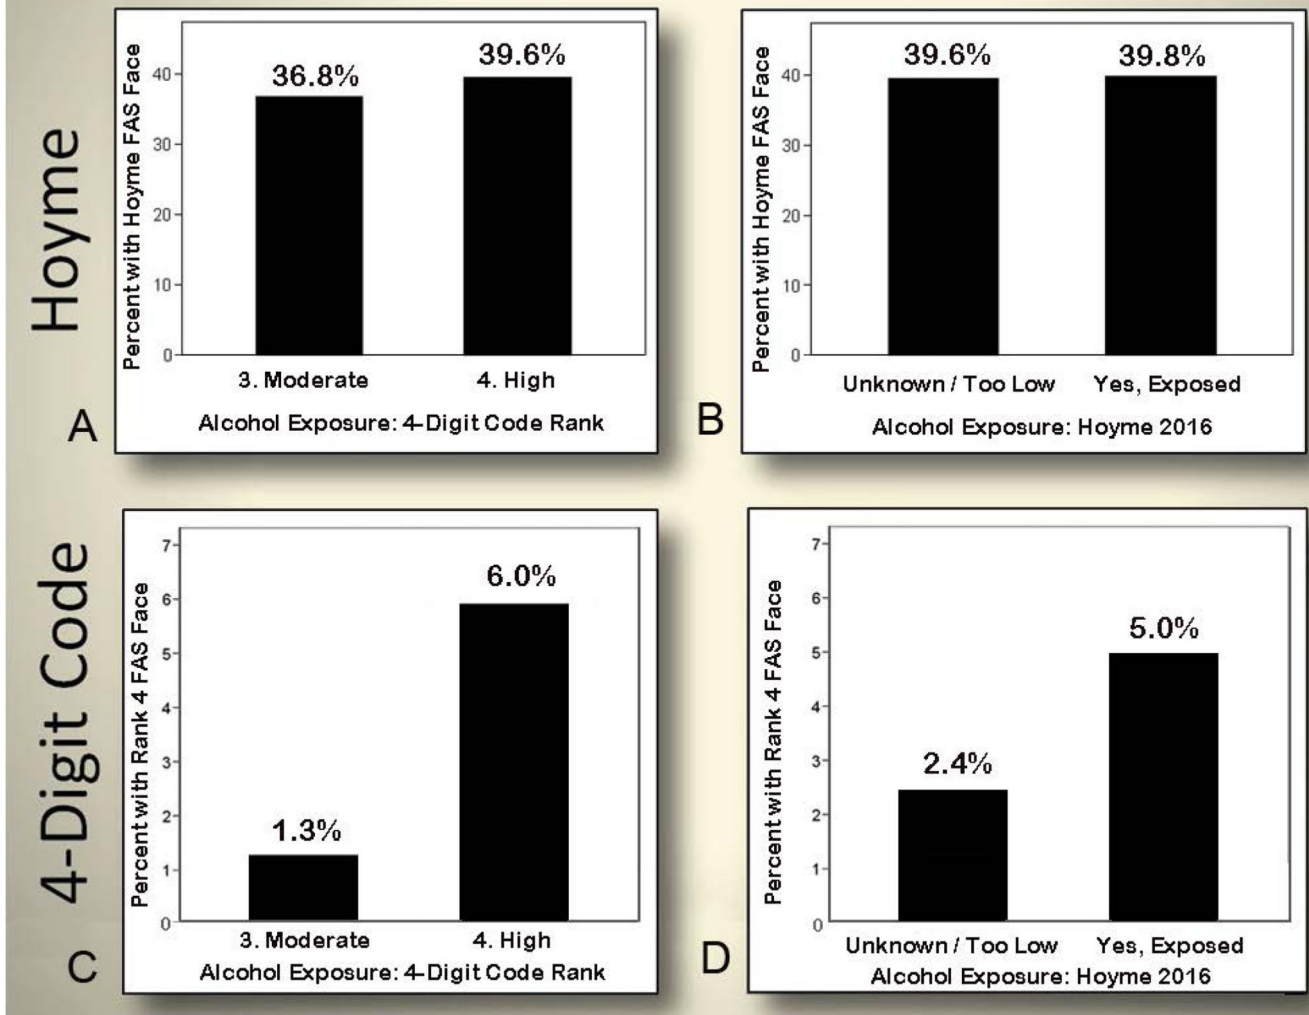 Hoyme
A
Percent with Hoyme FAS Face
40
30
20
10
0
36.8%
39.6%
3. Moderate
4. High
Alcohol Exposure: 4-Digit Code Rank
B
Percent with Hoyme FAS Face
40
30
20
10
0
39.6%
39.8%
Unknown / Too Low
Yes, Exposed
Alcohol Exposure: Hoyme 2016
4-Digit Code
C
Percent with Rank 4 FAS Face
7
6
5
4
3
2
1
0
1.3%
6.0%
3. Moderate
4. High
Alcohol Exposure: 4-Digit Code Rank
D
Percent with Rank 4 FAS Face
7
6
5
4
3
2
1
0
2.4%
5.0%
Unknown / Too Low
Yes, Exposed
Alcohol Exposure: Hoyme 2016